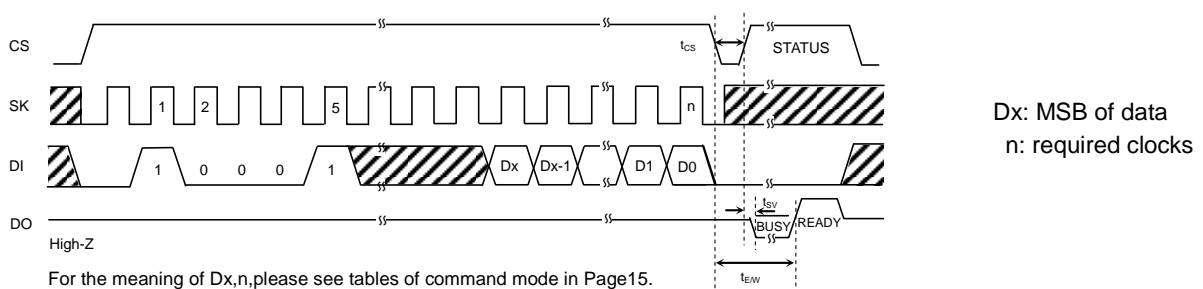 CS
tCS
STATUS
SK
1 2 5 n
Dx: MSB of data
n: required clocks
DI
1 0 0 0 1 Dx Dx-1 D1 D0
DO
tSV
BUSY READY
High-Z
tE/W
For the meaning of Dx,n,please see tables of command mode in Page15.